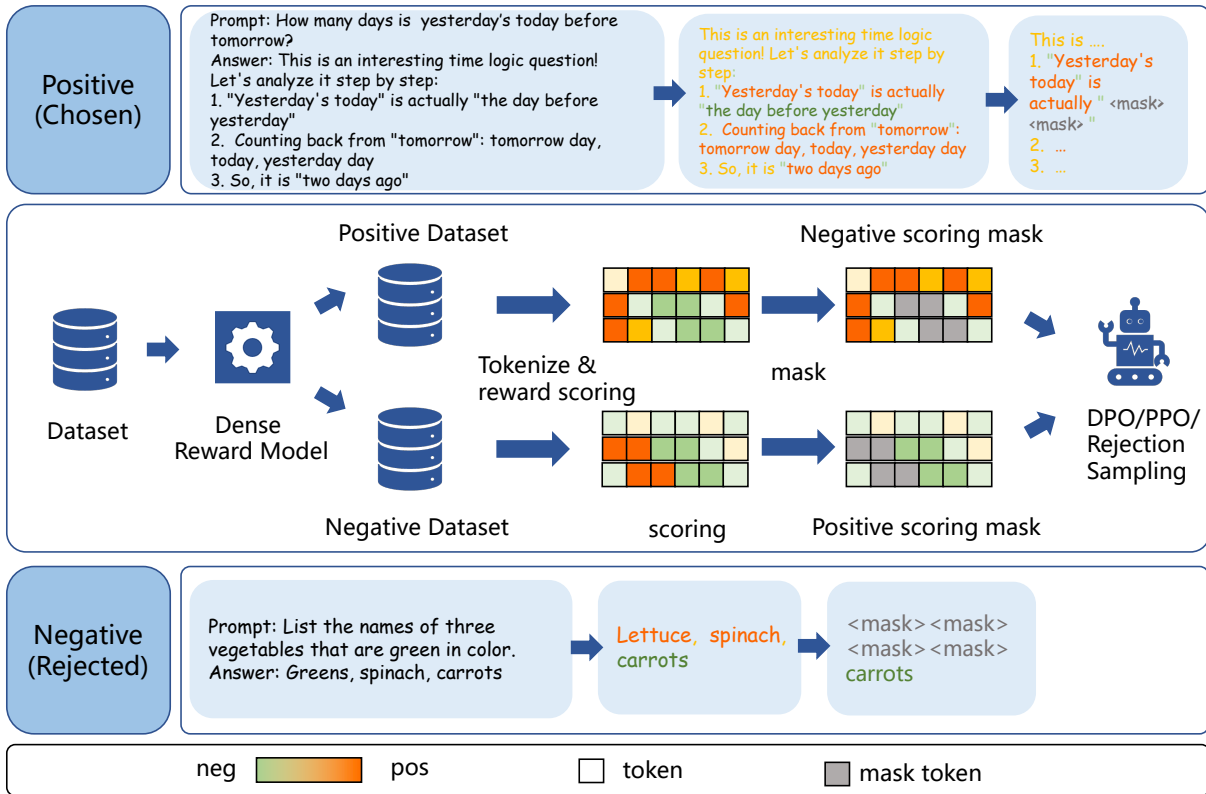 Positive
(Chosen)
Prompt: How many days is yesterday's today before
tomorrow?
Answer: This is an interesting time logic question!
Let's analyze it step by step:
1. "Yesterday's today" is actually "the day before
yesterday"
2. Counting back from "tomorrow": tomorrow day,
today, yesterday day
3. So, it is "two days ago"
This is an interesting time logic
question! Let's analyze it step by
step:
1. "Yesterday's today" is actually
"the day before yesterday"
2. Counting back from "tomorrow":
tomorrow day, today, yesterday day
3. So, it is "two days ago"
This is ....
1. "Yesterday's
today" is
actually " <mask>
<mask> "
2. ...
3. ...
Positive Dataset
Negative scoring mask
Tokenize &
reward scoring
mask
Dataset
Dense
Reward Model
DPO/PPO/
Rejection
Sampling
Negative Dataset
scoring
Positive scoring mask
Negative
(Rejected)
Prompt: List the names of three
vegetables that are green in color.
Answer: Greens, spinach, carrots
Lettuce, spinach,
carrots
<mask><mask>
<mask><mask>
carrots
neg
pos
token
mask token